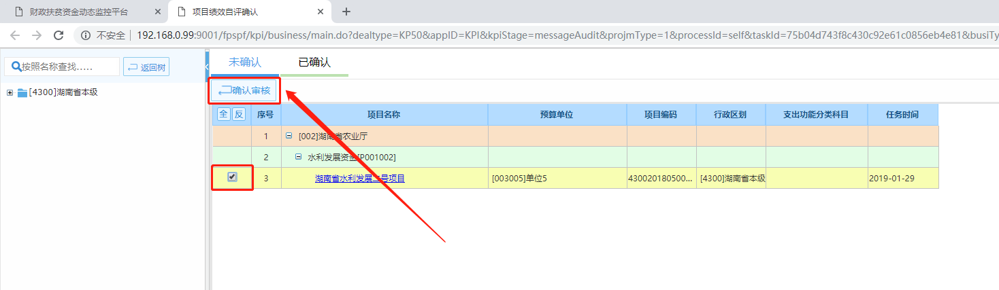 财政扶贫资金动态监控平台
项目绩效自评确认
不安全 192.168.0.99:9001/fpspf/kpi/business/main.do?dealtype=KP50&appID=KPI&kpiStage=messageAudit&projmType=1&processId=self&taskId=75b04d743f8c430c92e61c0856eb4e81&busiTy
按照名称查找..... 返回树
[4300]湖南省本级
未确认 已确认
确认审核
全 反 序号 项目名称 预算单位 项目编码 行政区划 支出功能分类科目 任务时间
1 [002]湖南省农业厅
2 水利发展资金[P001002]
3 湖南省水利发展二号项目 [003005]单位5 430020180500... [4300]湖南省本级 2019-01-29